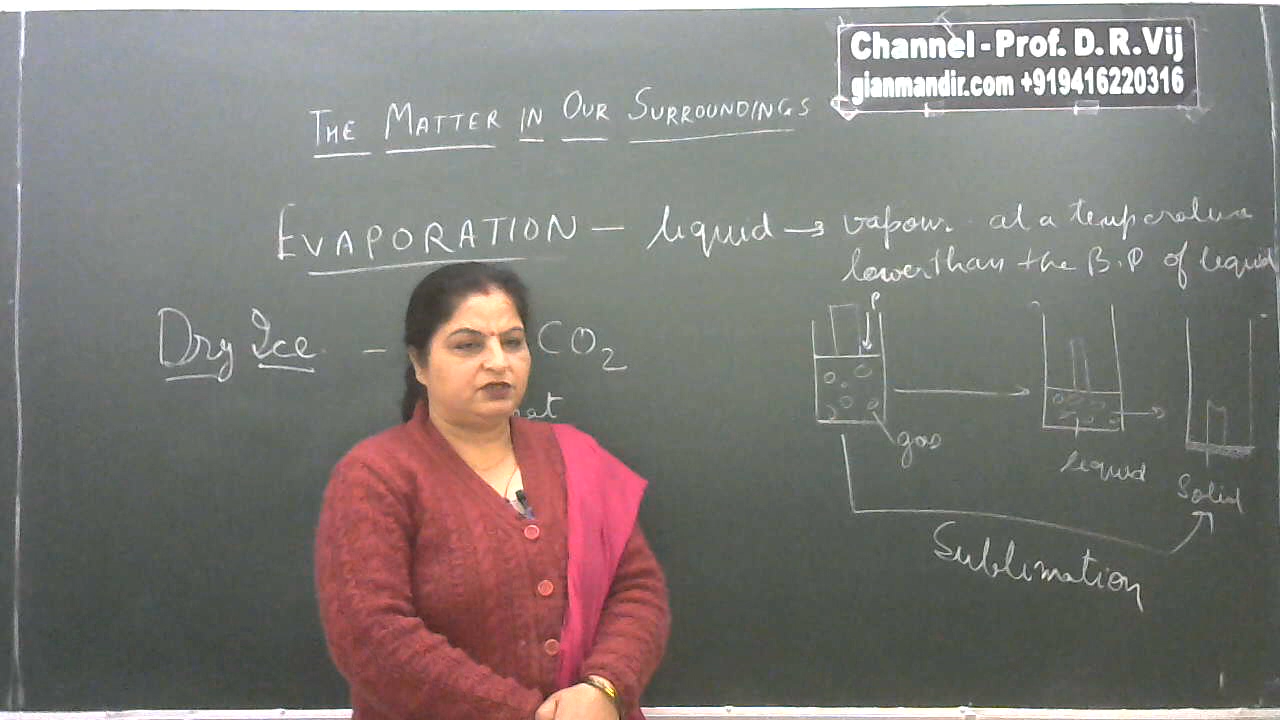 Channel - Prof. D. R. Vij
gianmandir.com +919416220316
THE MATTER IN OUR SURROUNDINGS
EVAPORATION – liquid → vapour at a temperature
lower than the B.P of liquid
Dry Ice – CO2
P
gas
liquid
Solid
Sublimation